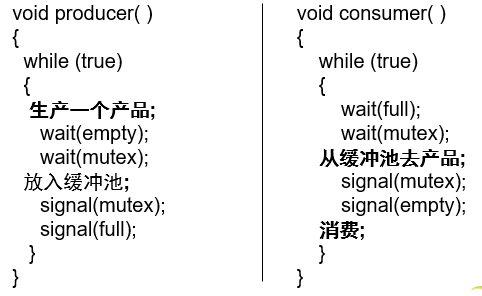 void producer( )
{
while (true)
{
生产一个产品;
wait(empty);
wait(mutex);
放入缓冲池;
signal(mutex);
signal(full);
}
}
void consumer( )
{
while (true)
{
wait(full);
wait(mutex);
从缓冲池去产品;
signal(mutex);
signal(empty);
消费;
}
}